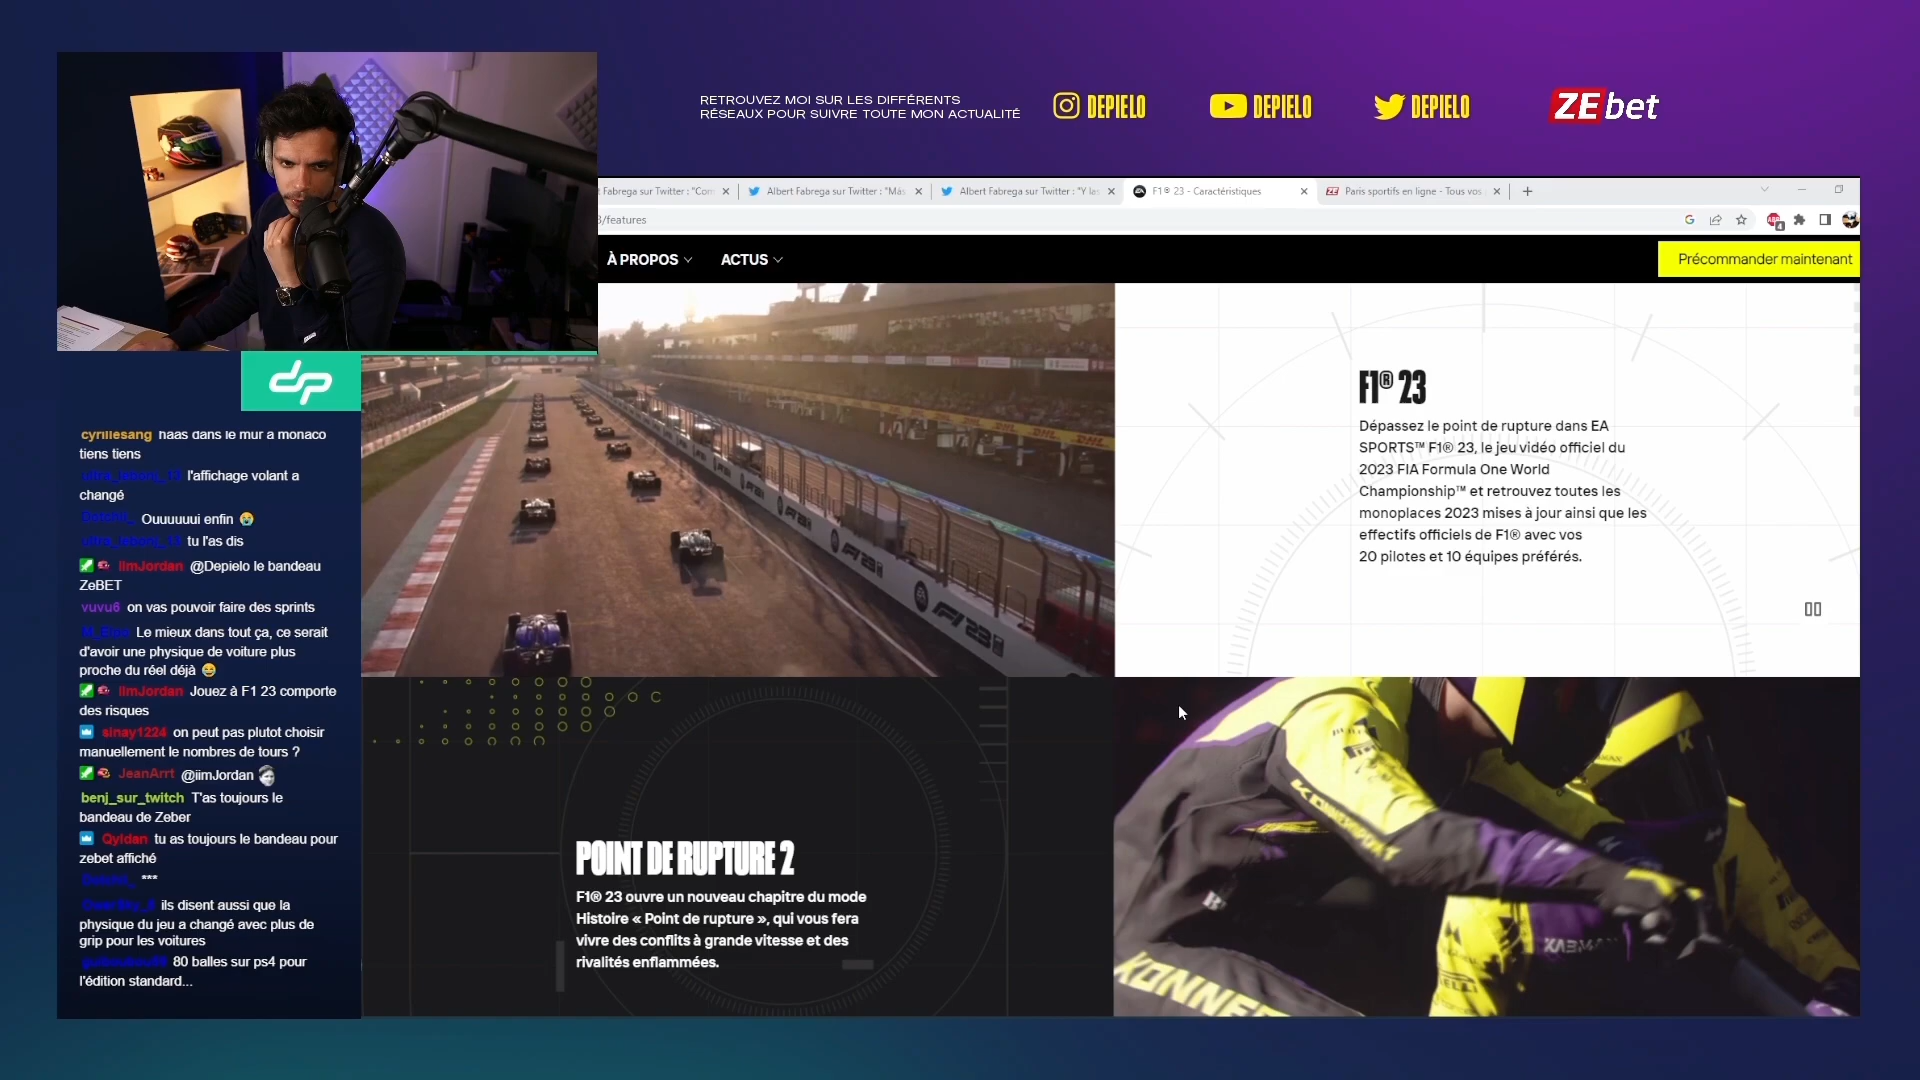 RETROUVEZ MOI SUR LES DIFFÉRENTS
RÉSEAUX POUR SUIVRE TOUTE MON ACTUALITÉ
DEPIELO
DEPIELO
DEPIELO
ZEbet
Fabrega sur Twitter : "Com
Albert Fabrega sur Twitter : "Más
Albert Fabrega sur Twitter : "Y las
F1® 23 - Caractéristiques
Paris sportifs en ligne - Tous vos
/features
À PROPOS
ACTUS
Précommander maintenant
F1® 23
Dépassez le point de rupture dans EA
SPORTS™ F1® 23, le jeu vidéo officiel du
2023 FIA Formula One World
Championship™ et retrouvez toutes les
monoplaces 2023 mises à jour ainsi que les
effectifs officiels de F1® avec vos
20 pilotes et 10 équipes préférés.
dp
cyrillesang haas dans le mur a monaco
tiens tiens
l'affichage volant a
changé
Ouuuuuui enfin 😭
tu l'as dis
iimJordan @Depielo le bandeau
ZeBET
vuvu6 on vas pouvoir faire des sprints
Le mieux dans tout ça, ce serait
d'avoir une physique de voiture plus
proche du réel déjà 😂
iimJordan Jouez à F1 23 comporte
des risques
sinay1224 on peut pas plutot choisir
manuellement le nombres de tours ?
JeanArrt @iimJordan
benj_sur_twitch T'as toujours le
bandeau de Zeber
Qyldan tu as toujours le bandeau pour
zebet affiché
***
ils disent aussi que la
physique du jeu a changé avec plus de
grip pour les voitures
80 balles sur ps4 pour
l'édition standard...
DHL
F1 23
POINT DE RUPTURE 2
F1® 23 ouvre un nouveau chapitre du mode
Histoire « Point de rupture », qui vous fera
vivre des conflits à grande vitesse et des
rivalités enflammées.
KONNERSPORT